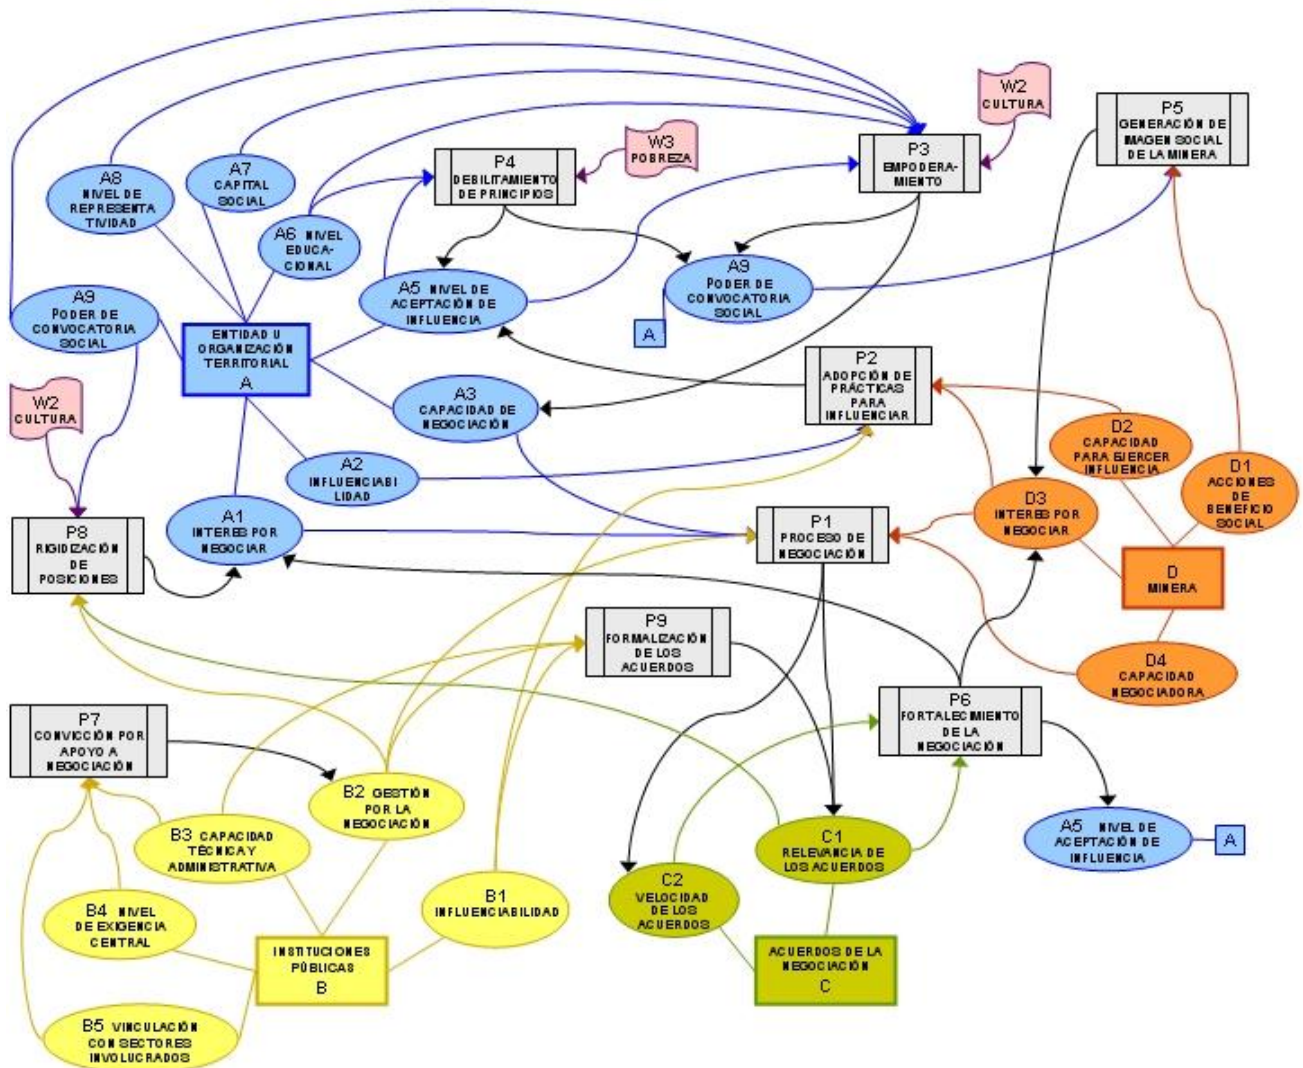 W2
CULTURA
P5
GENERACIÓN DE
IMAGEN SOCIAL
DE LA MINERA
W3
POBREZA
P3
EMPODERA-
MIENTO
P4
DEBILITAMIENTO
DE PRINCIPIOS
A8
NIVEL DE
REPRESENTA
TIVIDAD
A7
CAPITAL
SOCIAL
A6 NIVEL
EDUCA-
CIONAL
A5 NIVEL DE
ACEPTACIÓN DE
INFLUENCIA
A9
PODER DE
CONVOCATORIA
SOCIAL
A
A9
PODER DE
CONVOCATORIA
SOCIAL
ENTIDAD U
ORGANIZACIÓN
TERRITORIAL
A
P2
ADOPCIÓN DE
PRÁCTICAS
PARA
INFLUENCIAR
W2
CULTURA
A3
CAPACIDAD DE
NEGOCIACIÓN
D2
CAPACIDAD
PARA EJERCER
INFLUENCIA
D1
ACCIONES
DE
BENEFICIO
SOCIAL
A2
INFLUENCIABI
LIDAD
D3
INTERES POR
NEGOCIAR
A1
INTERES POR
NEGOCIAR
P1
PROCESO DE
NEGOCIACIÓN
P8
RIGIDIZACIÓN
DE
POSICIONES
D
MINERA
P9
FORMALIZACIÓN
DE LOS
ACUERDOS
D4
CAPACIDAD
NEGOCIADORA
P6
FORTALECIMIENTO
DE LA
NEGOCIACIÓN
P7
CONVICCIÓN POR
APOYO A
NEGOCIACIÓN
B2 GESTIÓN
POR LA
NEGOCIACIÓN
B3 CAPACIDAD
TÉCNICA Y
ADMINISTRATIVA
C1
RELEVANCIA DE
LOS ACUERDOS
A5 NIVEL DE
ACEPTACIÓN DE
INFLUENCIA
A
C2
VELOCIDAD
DE LOS
ACUERDOS
B1
INFLUENCIABILIDAD
B4 NIVEL
DE EXIGENCIA
CENTRAL
INSTITUCIONES
PÚBLICAS
B
ACUERDOS DE LA
NEGOCIACIÓN
C
B5 VINCULACIÓN
CON SECTORES
INVOLUCRADOS